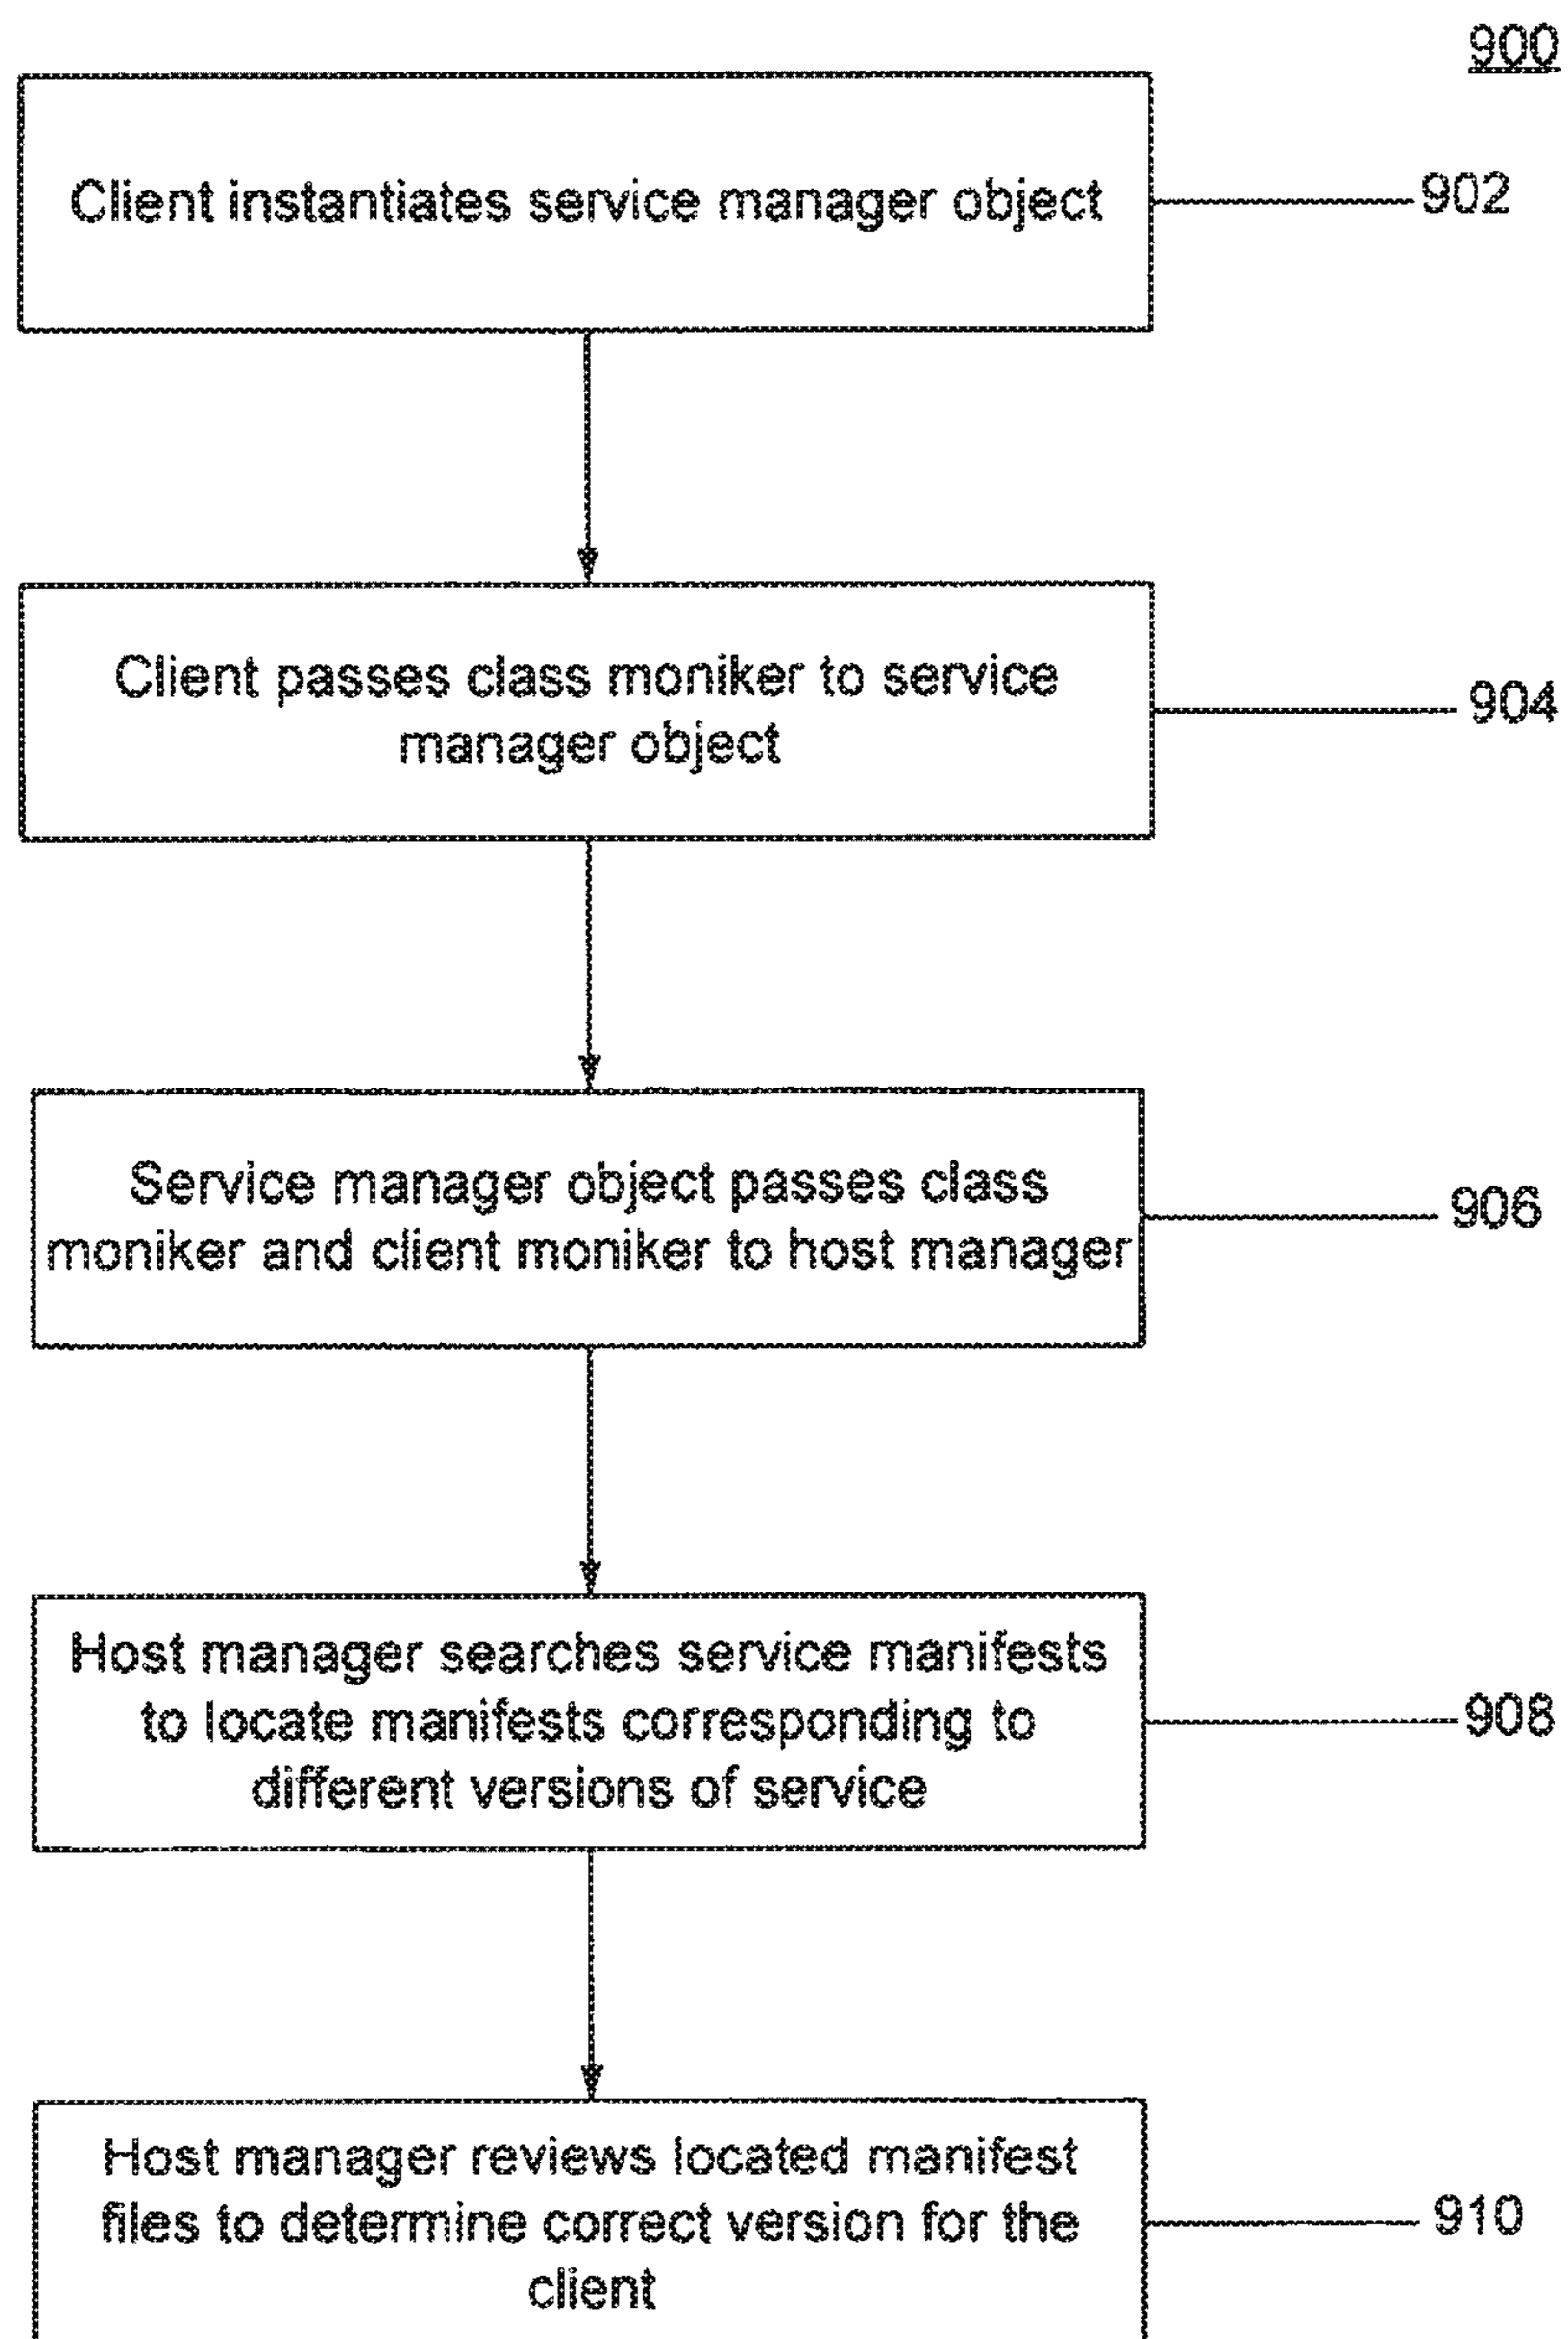 900
Client instantiates service manager object
902
Client passes class moniker to service
manager object
904
Service manager object passes class
moniker and client moniker to host manager
906
Host manager searches service manifests
to locate manifests corresponding to
different versions of service
908
Host manager reviews located manifest
files to determine correct version for the
client
910